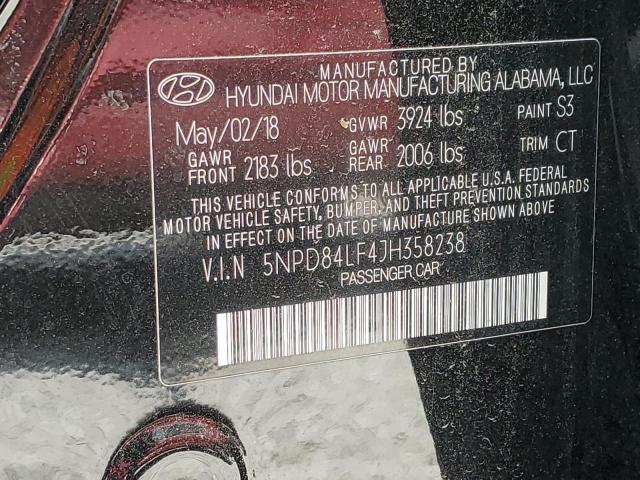 MANUFACTURED BY
HYUNDAI MOTOR MANUFACTURING ALABAMA, LLC
May/02/18 GVWR 3924 lbs PAINT S3
GAWR FRONT 2183 lbs GAWR REAR 2006 lbs TRIM CT
THIS VEHICLE CONFORMS TO ALL APPLICABLE U.S.A. FEDERAL
MOTOR VEHICLE SAFETY, BUMPER, AND THEFT PREVENTION STANDARDS
IN EFFECT ON THE DATE OF MANUFACTURE SHOWN ABOVE
V.I.N 5NPD84LF4JH358238
PASSENGER CAR